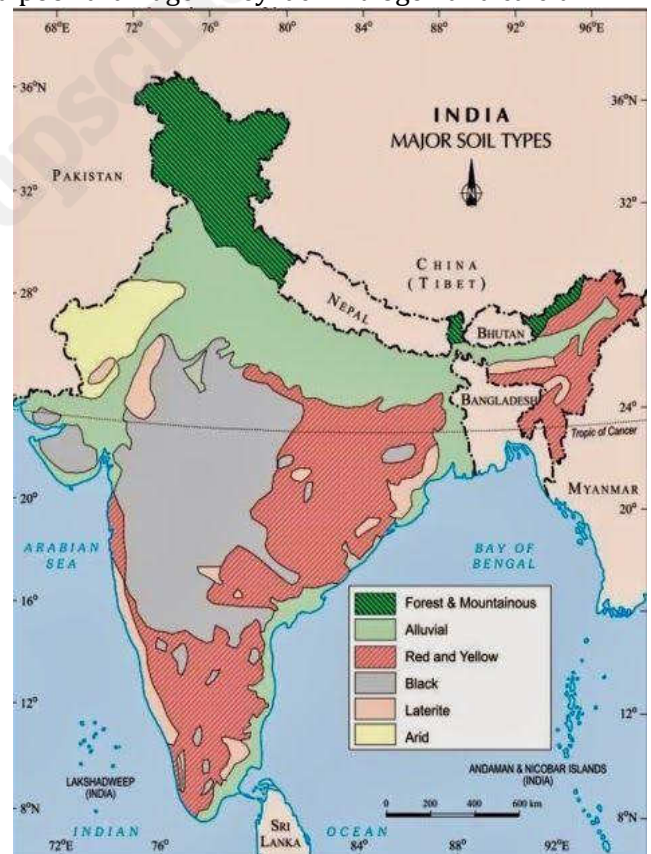 68°E 72° 76° 80° 84° 88° 92° 96°E
36°N
36°N
INDIA
MAJOR SOIL TYPES
N
PAKISTAN
32°
32°
CHINA
(TIBET)
28°
28°
NEPAL
BHUTAN
BANGLADESH
24°
Tropic of Cancer
MYANMAR
20°
20°
ARABIAN
SEA
BAY OF
BENGAL
Forest & Mountainous
Alluvial
Red and Yellow
Black
Laterite
Arid
16°
16°
12°
12°
LAKSHADWEEP
(INDIA)
ANDAMAN & NICOBAR ISLANDS
(INDIA)
0 200 400 600 km
8°N
8°N
SRI
LANKA
INDIAN OCEAN
72°E 76° 84° 88° 92°E